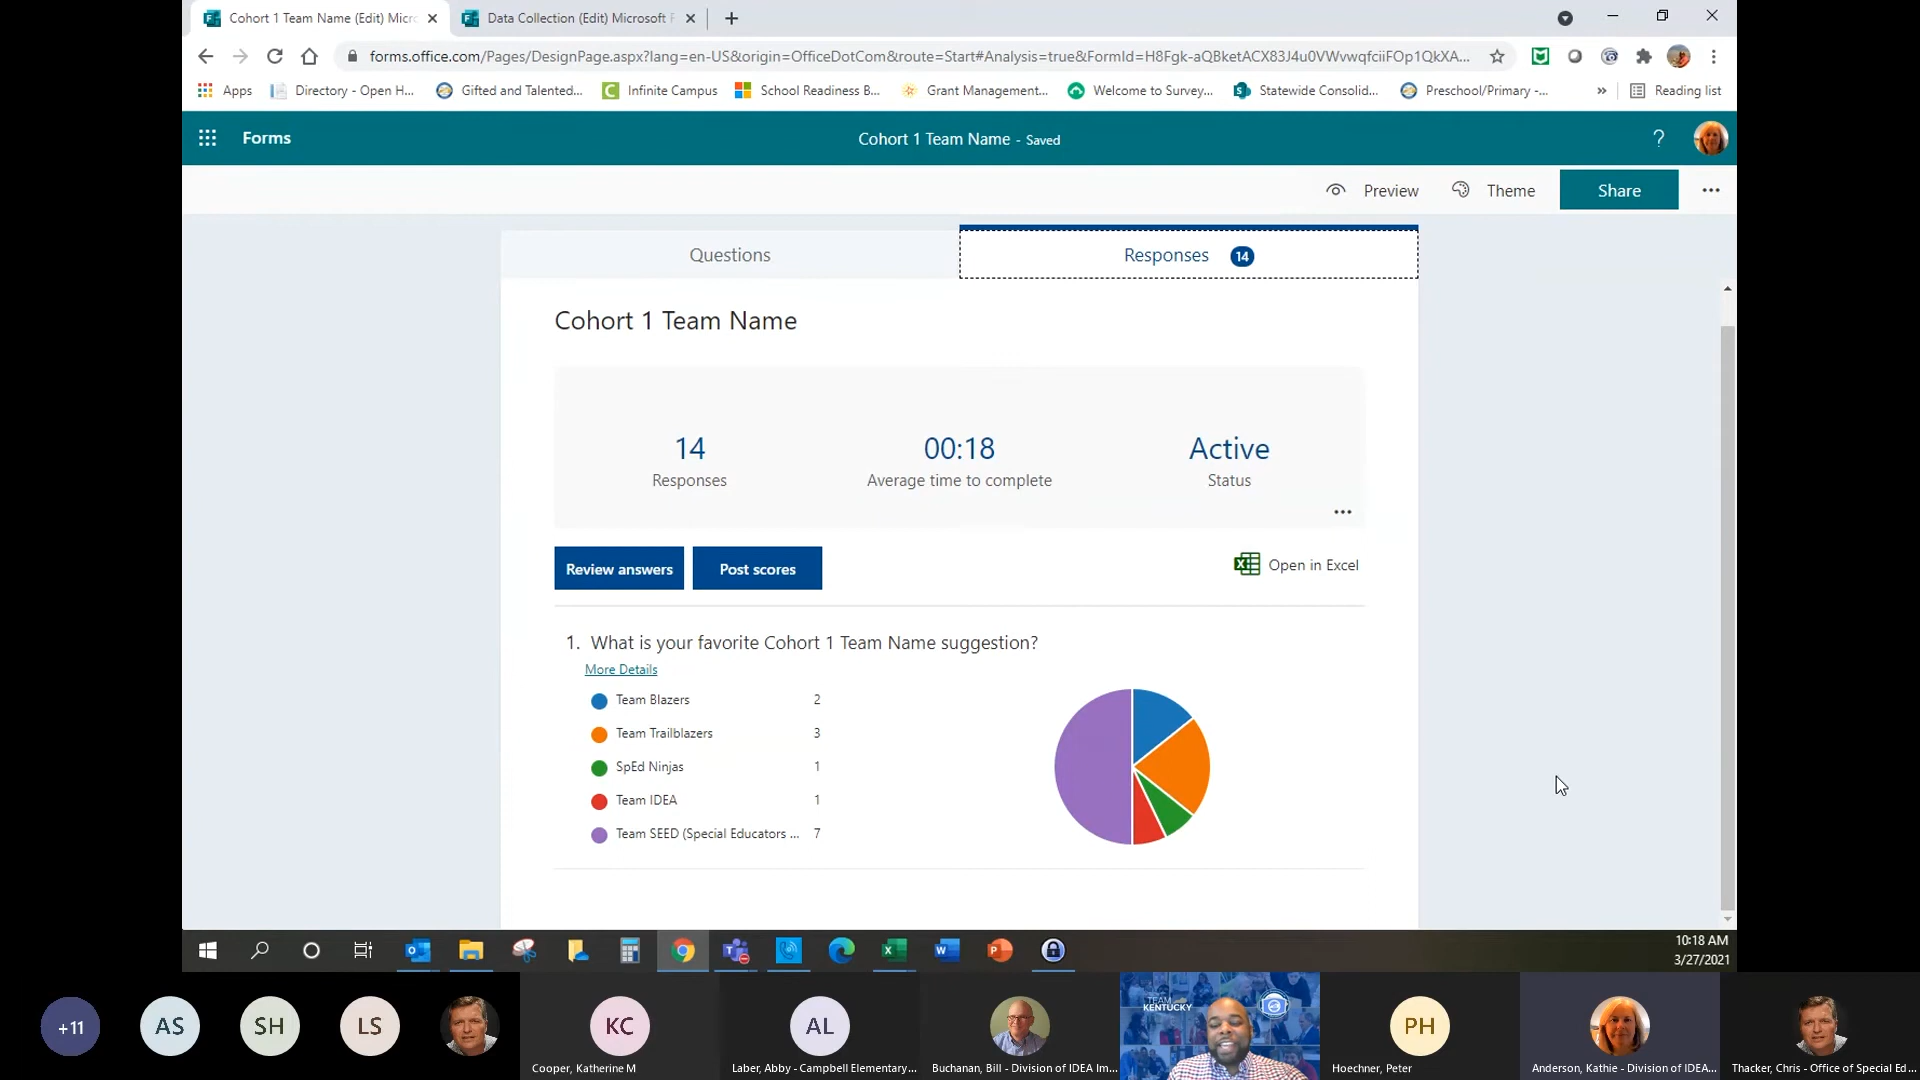 Cohort 1 Team Name (Edit) Micr
Data Collection (Edit) Microsoft F
forms.office.com/Pages/DesignPage.aspx?lang=en-US&origin=OfficeDotCom&route=Start#Analysis=true&FormId=H8Fgk-aQBketACX83J4u0VWvwqfciiFOp1QkXA...
Apps
Directory - Open H...
Gifted and Talented...
Infinite Campus
School Readiness B...
Grant Management...
Welcome to Survey...
Statewide Consolid...
Preschool/Primary -...
»
Reading list
Forms
Cohort 1 Team Name - Saved
?
Preview
Theme
Share
Questions
Responses 14
Cohort 1 Team Name
14
Responses
00:18
Average time to complete
Active
Status
Review answers
Post scores
Open in Excel
1. What is your favorite Cohort 1 Team Name suggestion?
More Details
Team Blazers 2
Team Trailblazers 3
SpEd Ninjas 1
Team IDEA 1
Team SEED (Special Educators ... 7
10:18 AM
3/27/2021
+11
AS
SH
LS
KC
Cooper, Katherine M
AL
Laber, Abby - Campbell Elementary...
Buchanan, Bill - Division of IDEA Im...
TEAM
KENTUCKY
PH
Hoechner, Peter
Anderson, Kathie - Division of IDEA...
Thacker, Chris - Office of Special Ed ...